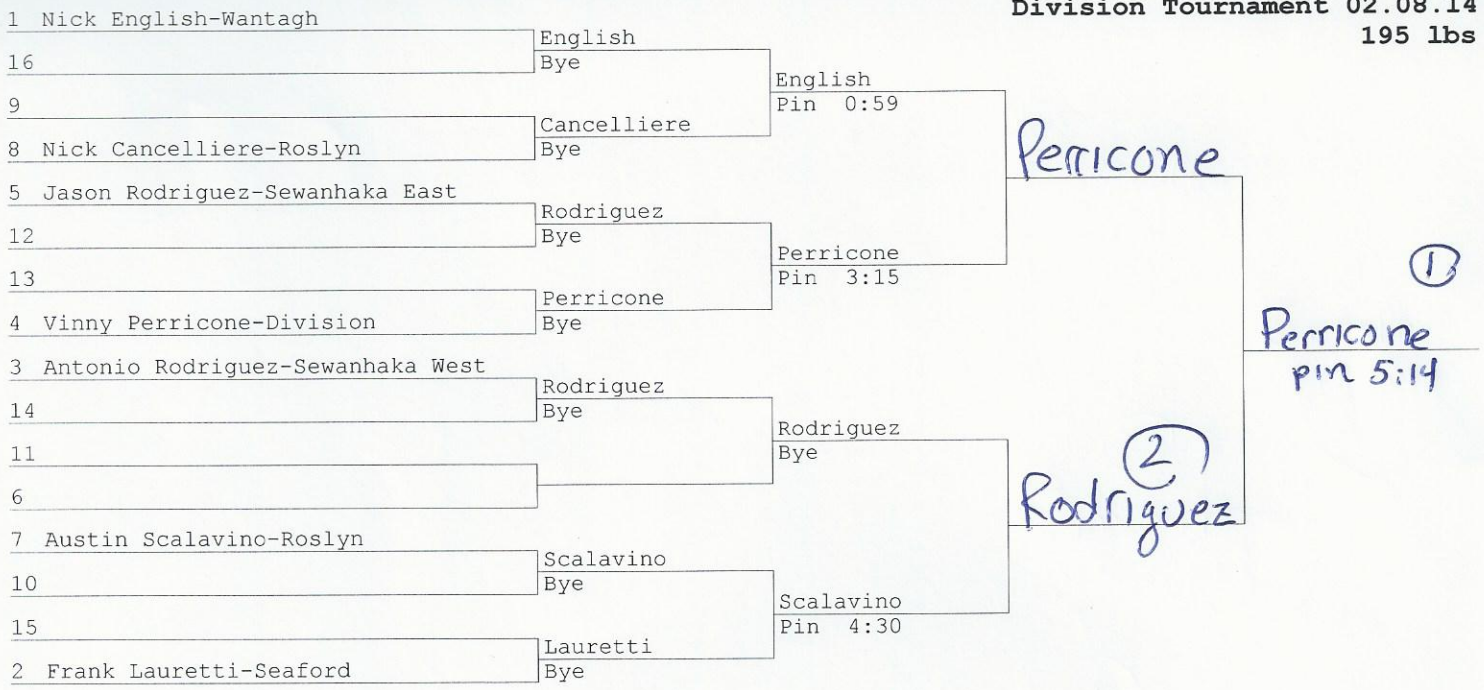 Division Tournament 02.08.14
195 lbs
1 Nick English-Wantagh
English
16
Bye
English
9
Pin 0:59
Cancelliere
8 Nick Cancelliere-Roslyn
Bye
Perricone
5 Jason Rodriguez-Sewanhaka East
Rodriguez
12
Bye
Perricone
13
Pin 3:15
1
Perricone
4 Vinny Perricone-Division
Bye
Perricone
pin 5:14
3 Antonio Rodriguez-Sewanhaka West
Rodriguez
14
Bye
Rodriguez
11
Bye
2
6
Rodriguez
7 Austin Scalavino-Roslyn
Scalavino
10
Bye
Scalavino
15
Pin 4:30
Lauretti
2 Frank Lauretti-Seaford
Bye